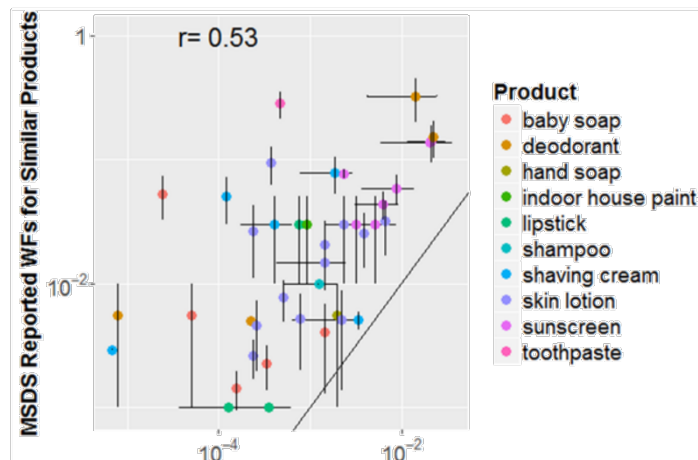 MSDS Reported WFs for Similar Products
1
10⁻²
r= 0.53
10⁻⁴
10⁻²
Product
baby soap
deodorant
hand soap
indoor house paint
lipstick
shampoo
shaving cream
skin lotion
sunscreen
toothpaste